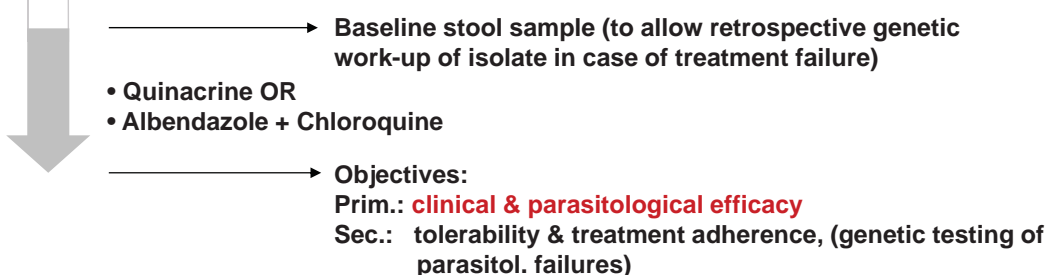 Baseline stool sample (to allow retrospective genetic
work-up of isolate in case of treatment failure)
• Quinacrine OR
• Albendazole + Chloroquine
Objectives:
Prim.: clinical & parasitological efficacy
Sec.: tolerability & treatment adherence, (genetic testing of
parasitol. failures)